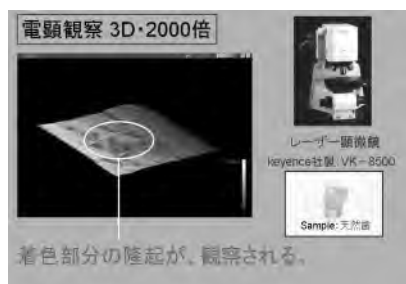 電顕観察 3D・2000倍
レーザー顕微鏡
keyence社製 VK-8500
Sample:天然歯
着色部分の隆起が、観察される。